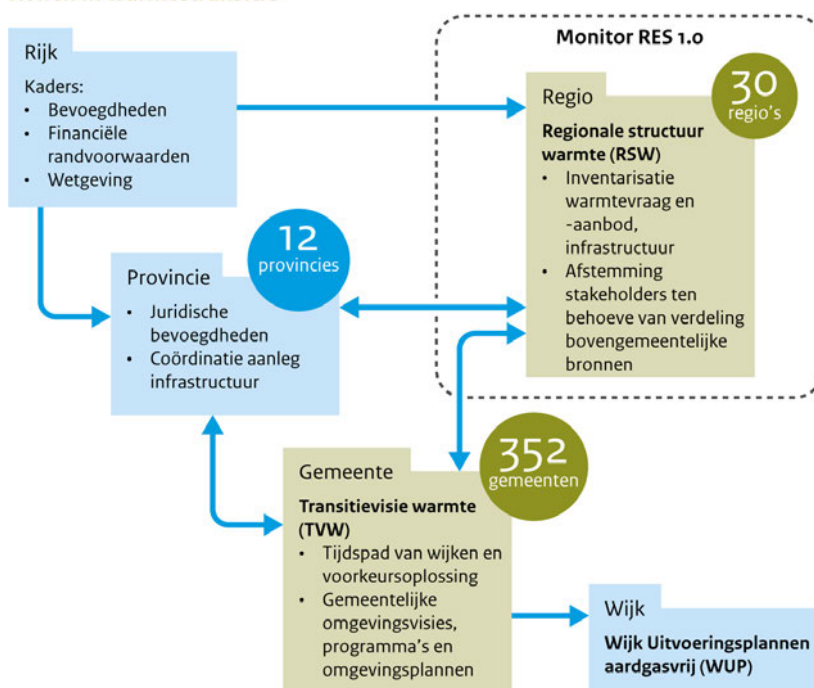 Rijk
Kaders:
• Bevoegdheden
• Financiële
randvoorwaarden
• Wetgeving
Monitor RES 1.0
30
regio's
Regio
Regionale structuur
warmte (RSW)
• Inventarisatie
warmtevraag en
-aanbod,
infrastructuur
• Afstemming
stakeholders ten
behoeve van verdeling
bovengemeentelijke
bronnen
12
provincies
Provincie
• Juridische
bevoegdheden
• Coördinatie aanleg
infrastructuur
352
gemeenten
Gemeente
Transitievisie warmte
(TVW)
• Tijdspad van wijken en
voorkeursoplossing
• Gemeentelijke
omgevingsvisies,
programma's en
omgevingsplannen
Wijk
Wijk Uitvoeringsplannen
aardgasvrij (WUP)